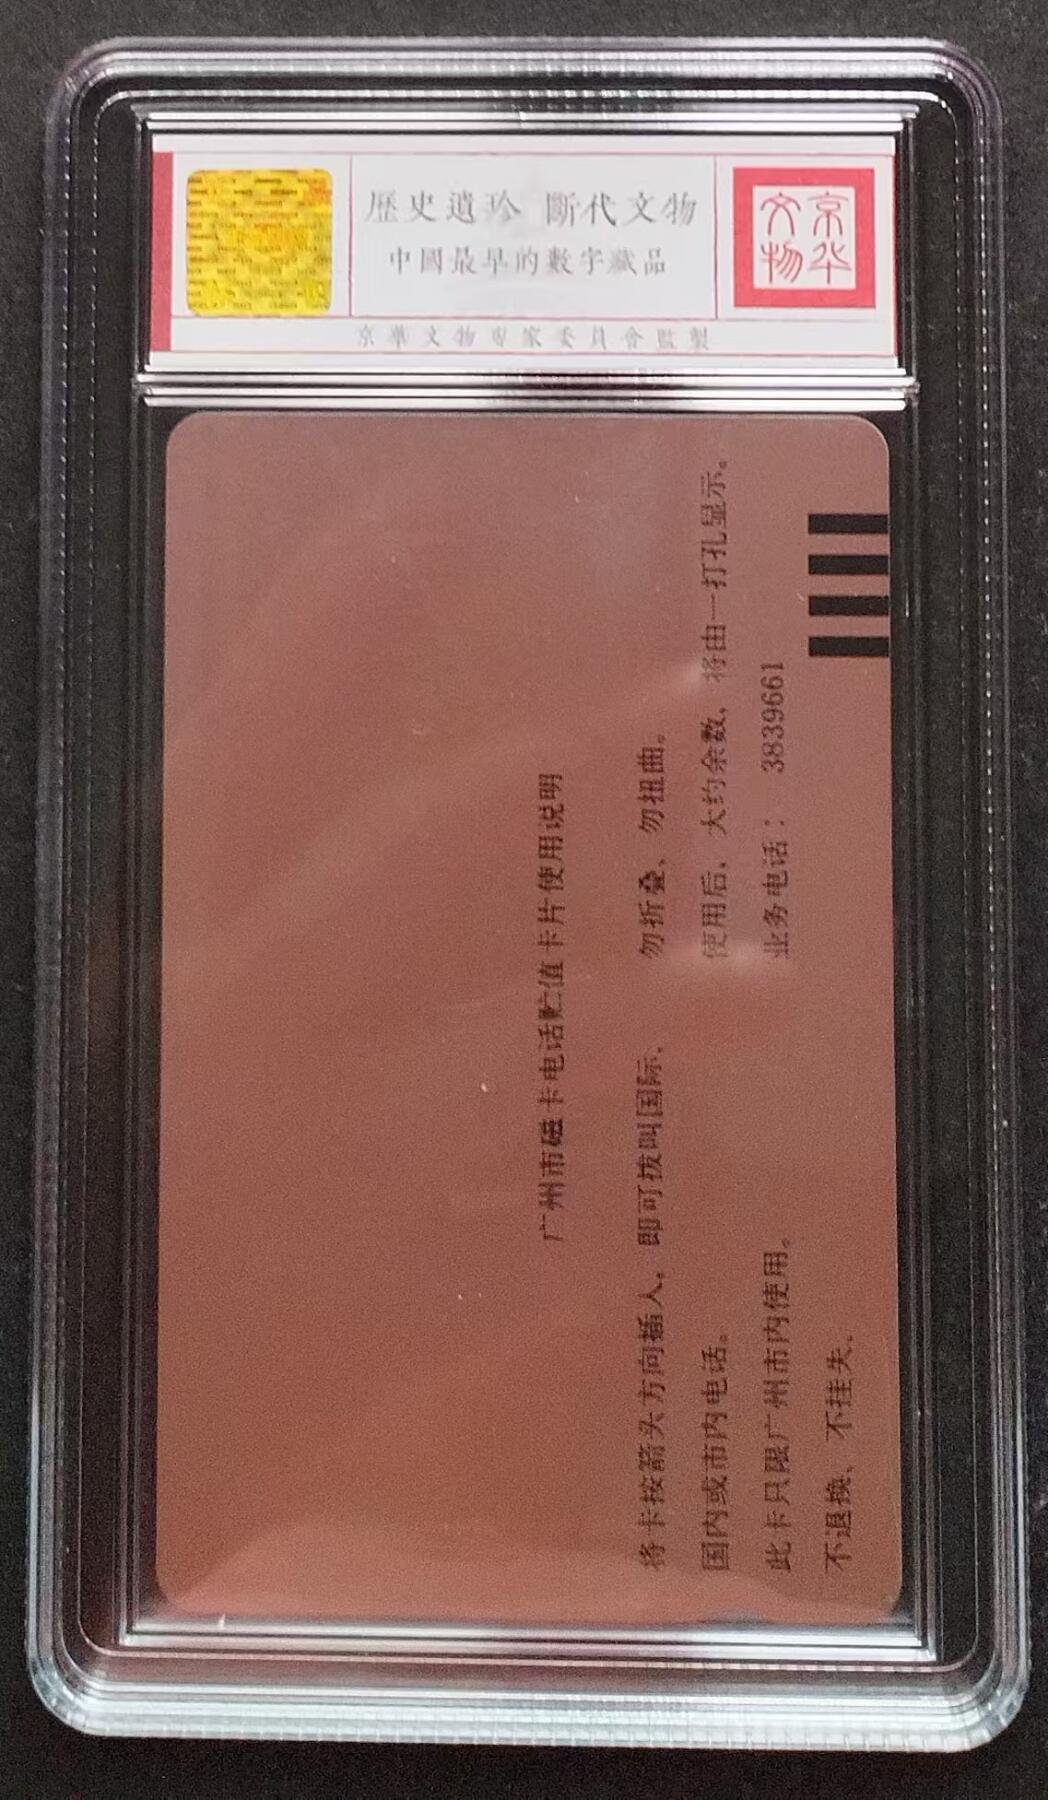 歷史遺珍 斷代文物
中國最早的數字藏品
京华文物
京華文物專家委員會監製
广州市磁卡电话贮值卡片使用说明
将卡按箭头方向插人，即可拨叫国际、
国内或市内电话。
此卡只限广州市内使用。
不退换、不挂失、
勿折叠、勿扭曲。
使用后，大约余数，将由一打孔显示。
业务电话：3839661